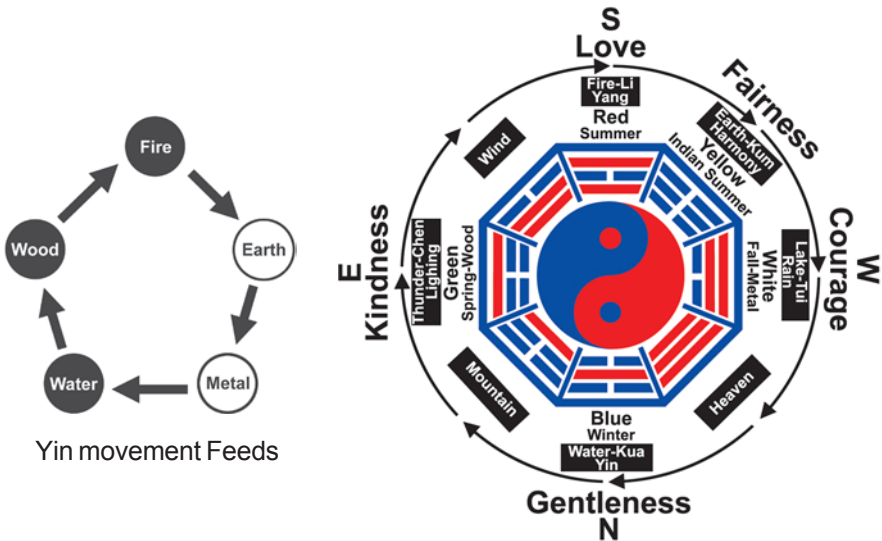 Fire
Wood
Earth
Water
Metal
Yin movement Feeds
S
Love
Fire-Li
Yang
Red
Summer
Fairness
Earth-Kum
Harmony
Yellow
Indian Summer
W
Courage
Lake-Tui
Rain
White
Fall-Metal
Heaven
Blue
Winter
Water-Kua
Yin
Gentleness
N
Mountain
E
Kindness
Thunder-Chen
Lighing
Green
Spring-Wood
Wind